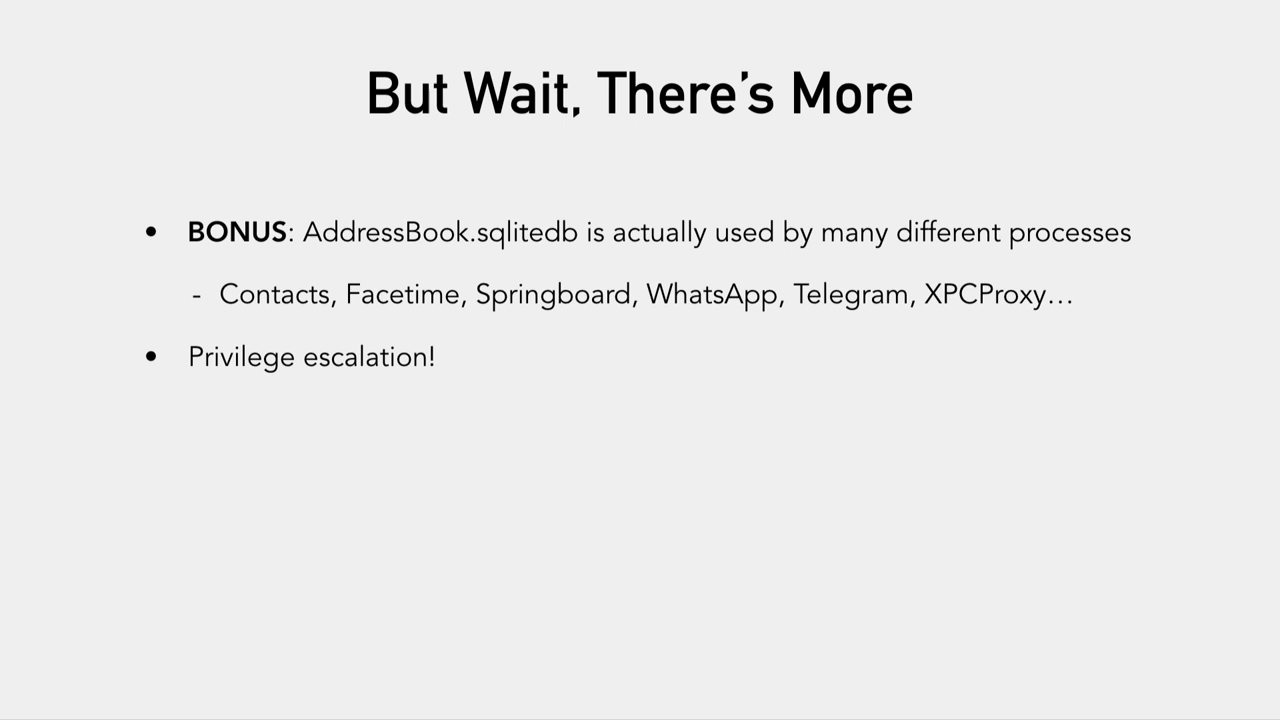 But Wait, There’s More
• BONUS: AddressBook.sqlitedb is actually used by many different processes
- Contacts, Facetime, Springboard, WhatsApp, Telegram, XPCProxy…
• Privilege escalation!